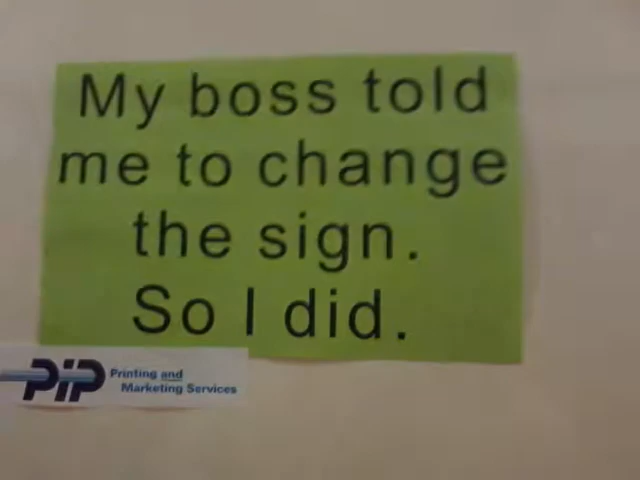 My boss told
me to change
the sign.
So I did.
PIP Printing and
Marketing Services